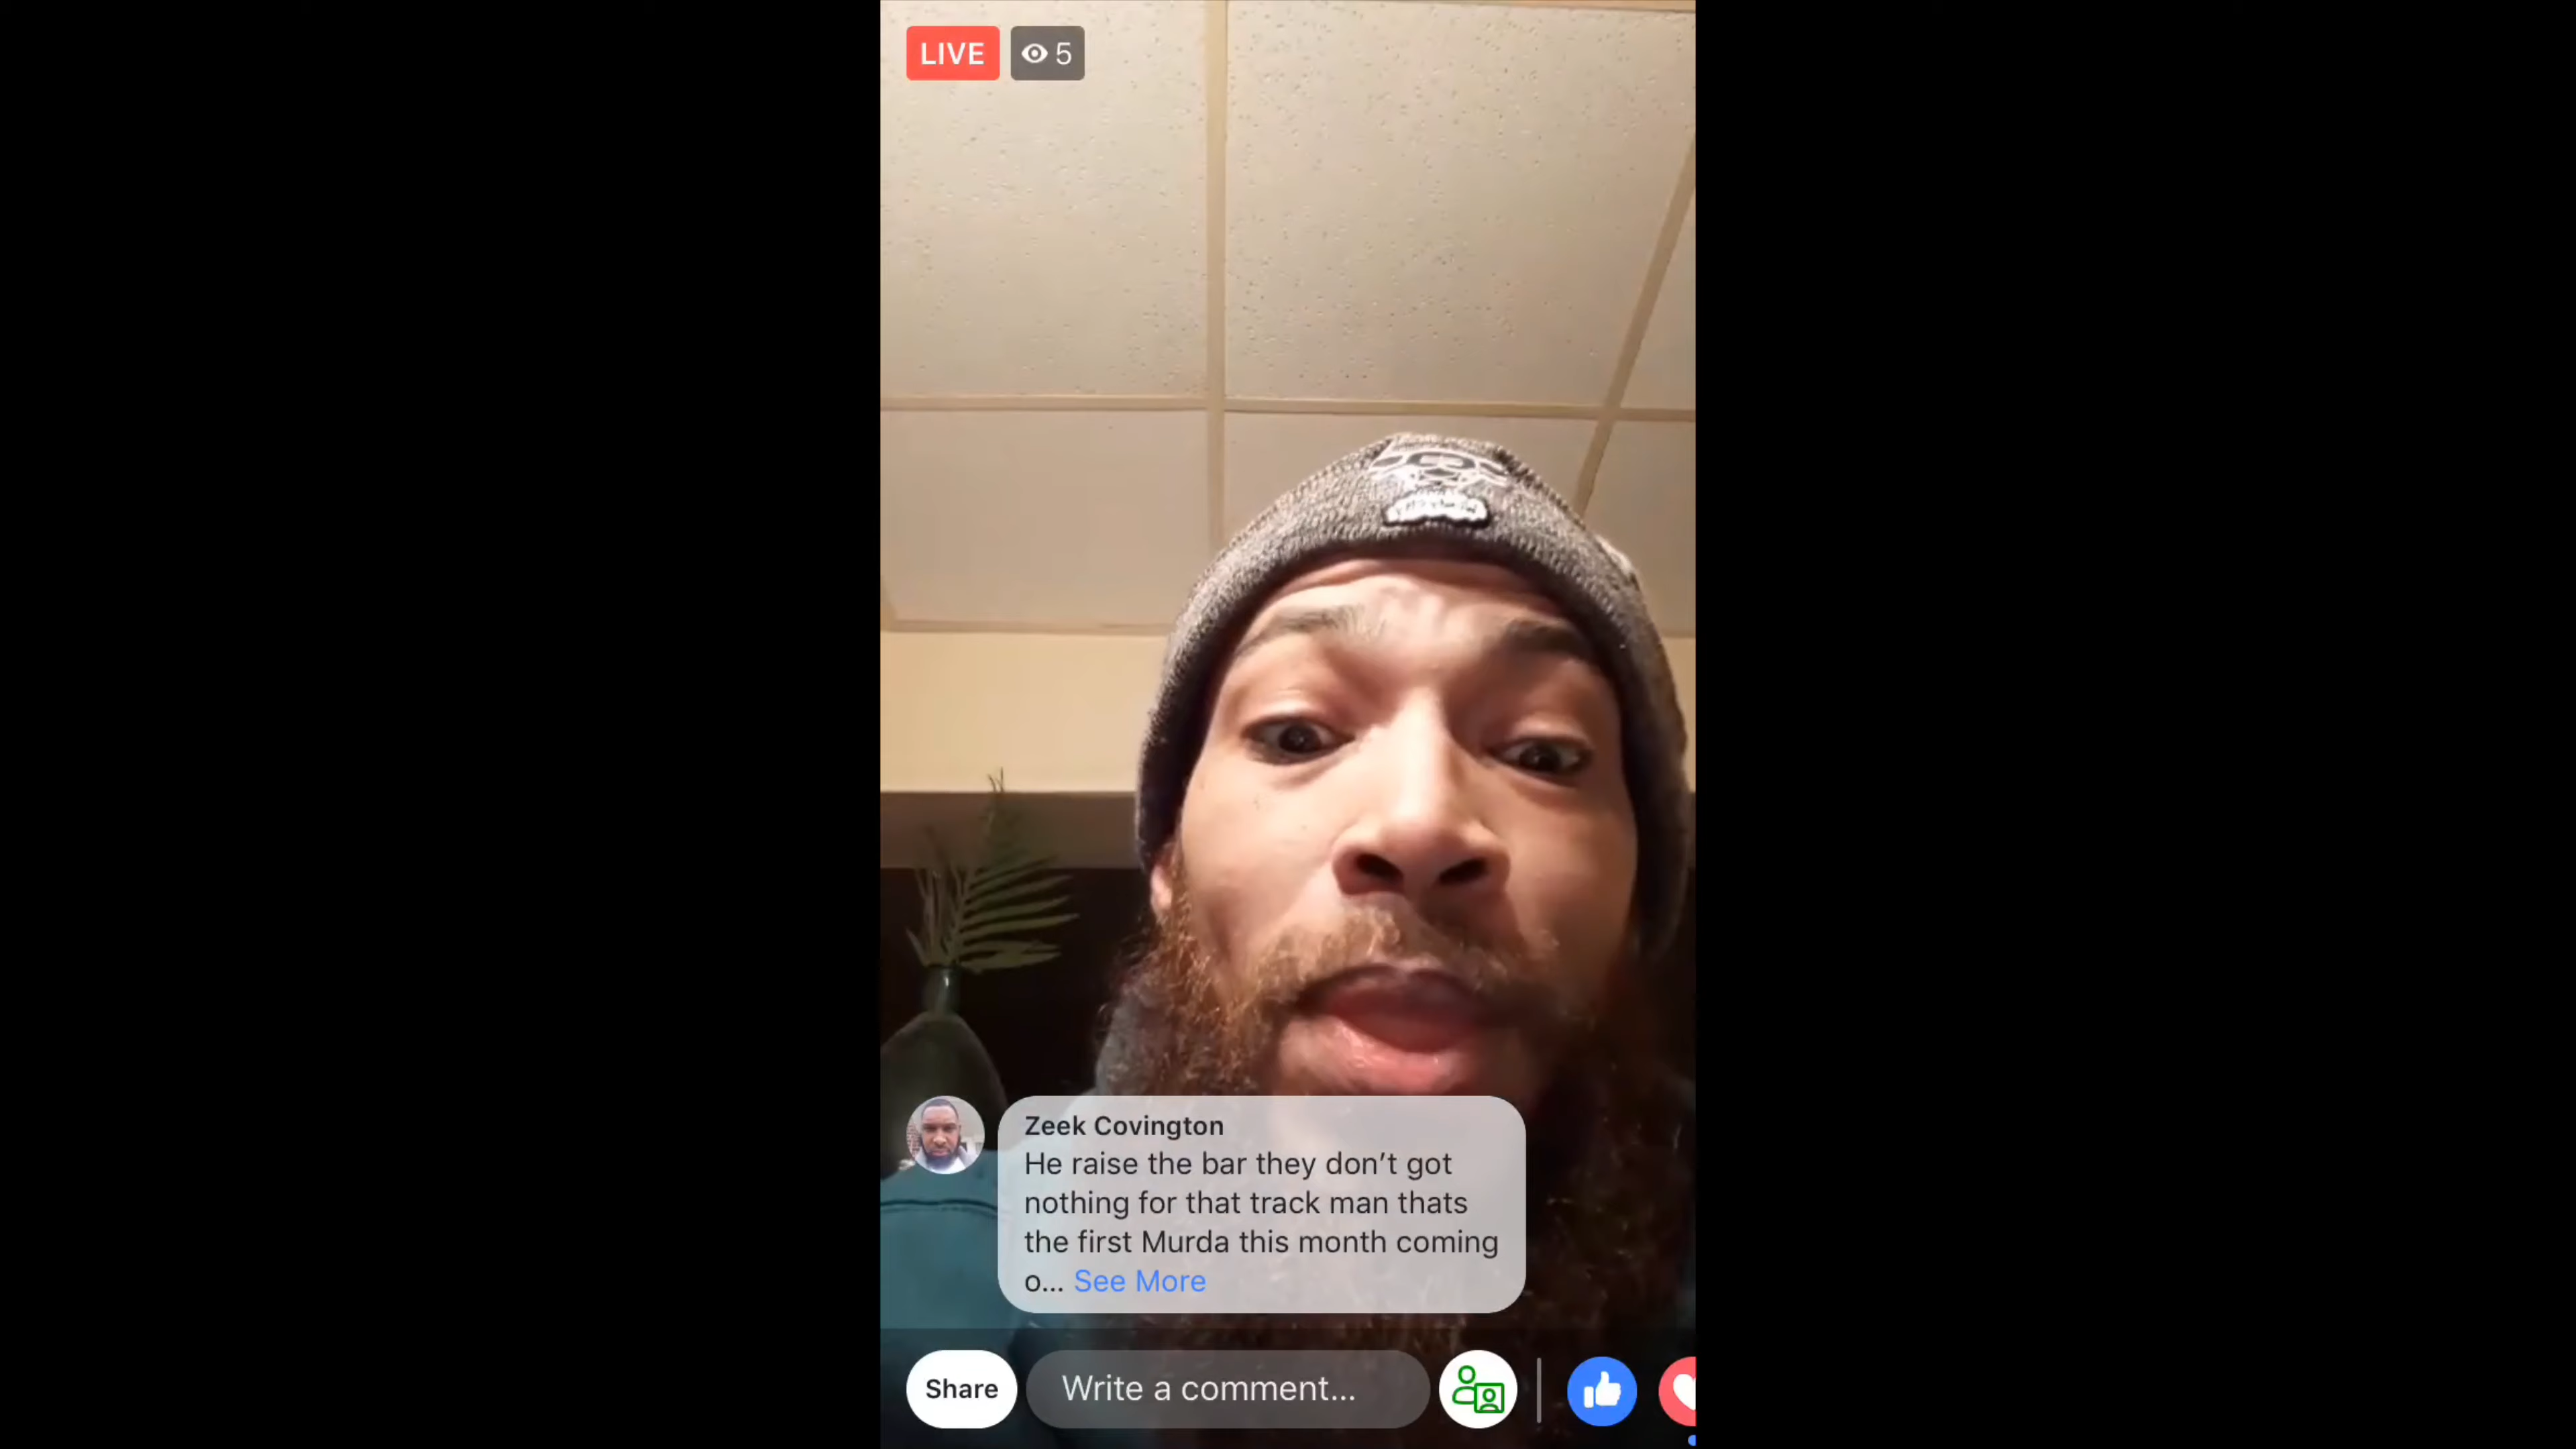 LIVE 5
Zeek Covington
He raise the bar they don’t got
nothing for that track man thats
the first Murda this month coming
o... See More
Share Write a comment...